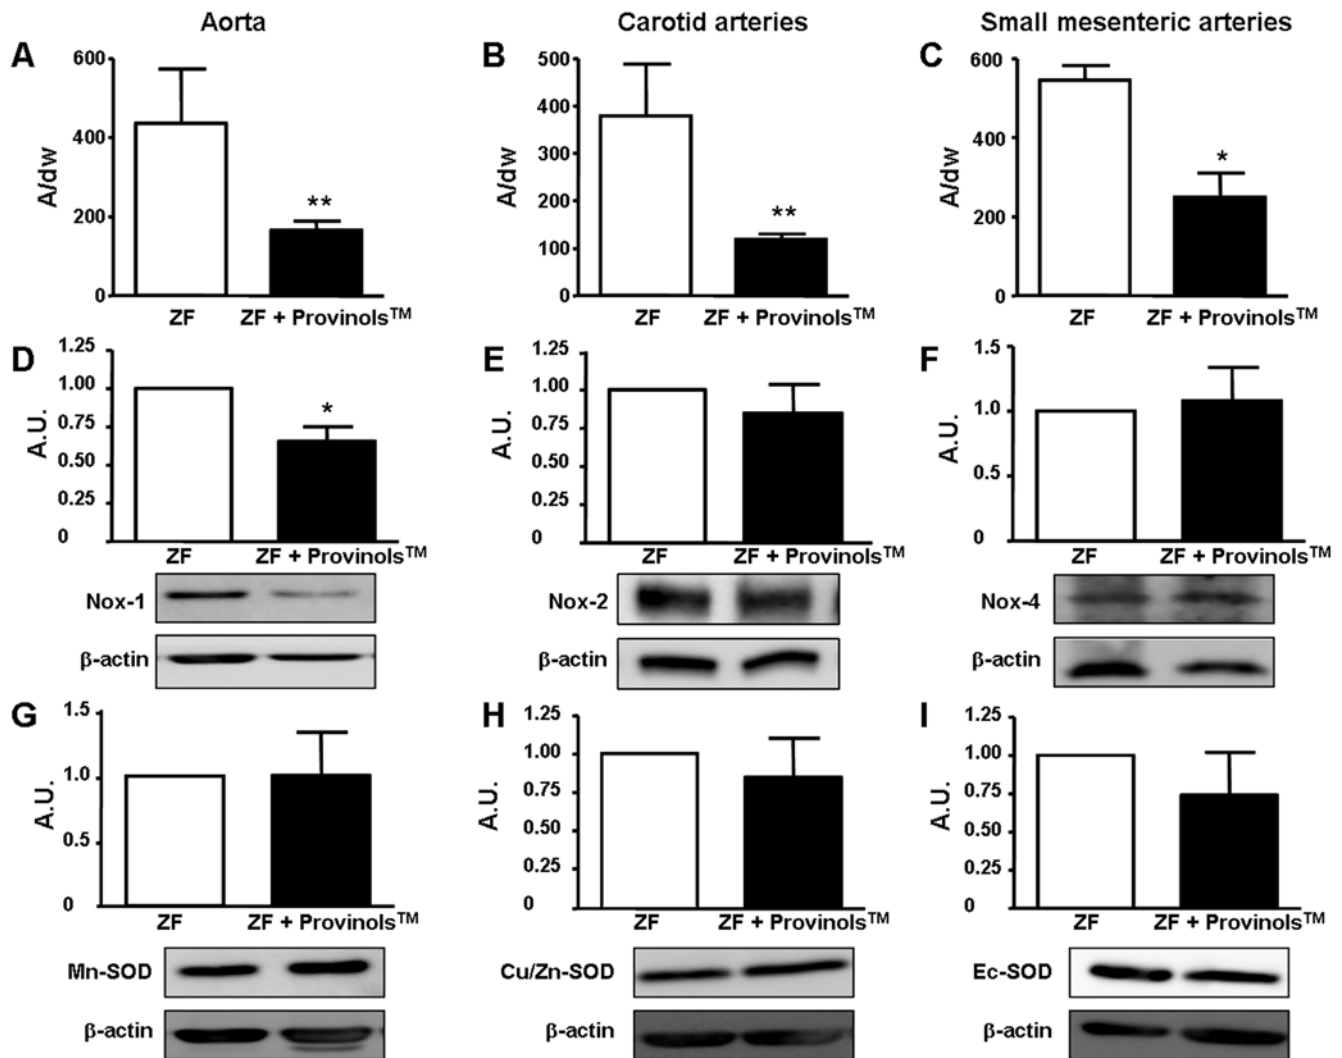 Aorta
Carotid arteries
Small mesenteric arteries
A
600
400
200
0
A/dw
**
ZF
ZF + Provinols™
B
500
400
300
200
100
0
A/dw
**
ZF
ZF + Provinols™
C
600
400
200
0
A/dw
*
ZF
ZF + Provinols™
D
1.25
1.00
0.75
0.50
0.25
0
A.U.
*
ZF
ZF + Provinols™
Nox-1
β-actin
E
1.25
1.00
0.75
0.50
0.25
0
A.U.
ZF
ZF + Provinols™
Nox-2
β-actin
F
1.5
1.0
0.5
0
A.U.
ZF
ZF + Provinols™
Nox-4
β-actin
G
1.5
1.0
0.5
0
A.U.
ZF
ZF + Provinols™
Mn-SOD
β-actin
H
1.25
1.00
0.75
0.50
0.25
0
A.U.
ZF
ZF + Provinols™
Cu/Zn-SOD
β-actin
I
1.25
1.00
0.75
0.50
0.25
0
A.U.
ZF
ZF + Provinols™
Ec-SOD
β-actin